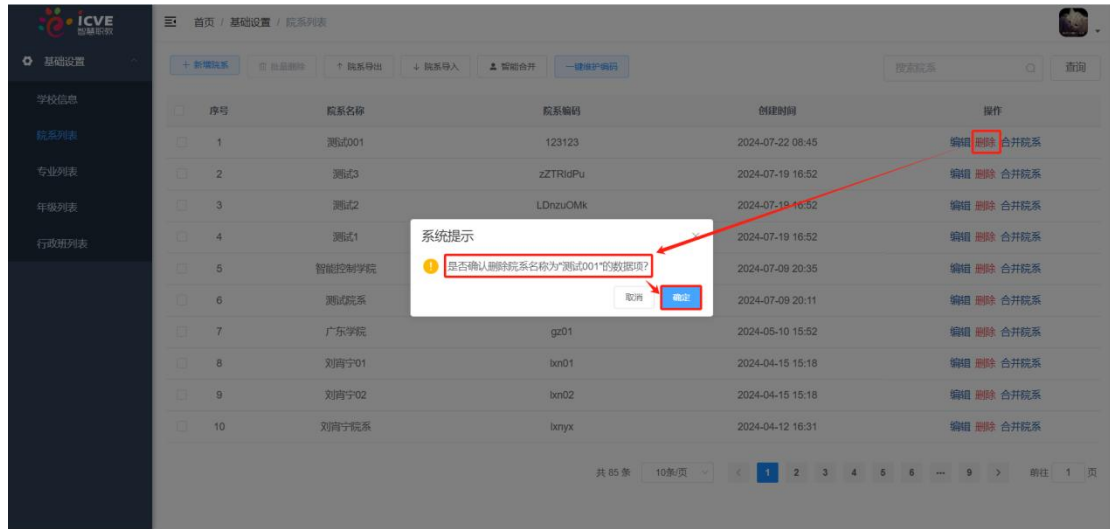 icve
智慧职教
首页 / 基础设置 / 院系列表
基础设置
学校信息
院系列表
专业列表
年级列表
行政班列表
+ 新增院系 批量删除 ↑ 院系导出 ↓ 院系导入 智能合并 一键维护编码 搜索院系 查询
序号 院系名称 院系编码 创建时间 操作
1 测试001 123123 2024-07-22 08:45 编辑 删除 合并院系
2 测试3 zZTRIdPu 2024-07-19 16:52 编辑 删除 合并院系
3 测试2 LDnzuOMk 2024-07-19 16:52 编辑 删除 合并院系
4 测试1 2024-07-19 16:52 编辑 删除 合并院系
5 智能控制学院 2024-07-09 20:35 编辑 删除 合并院系
6 测试院系 2024-07-09 20:11 编辑 删除 合并院系
7 广东学院 gz01 2024-05-10 15:52 编辑 删除 合并院系
8 刘肖宁01 lxn01 2024-04-15 15:18 编辑 删除 合并院系
9 刘肖宁02 lxn02 2024-04-15 15:18 编辑 删除 合并院系
10 刘肖宁院系 lxnyx 2024-04-12 16:31 编辑 删除 合并院系
系统提示
是否确认删除院系名称为"测试001"的数据项?
取消 确定
共 85 条 10条/页 < 1 2 3 4 5 6 ... 9 > 前往 1 页